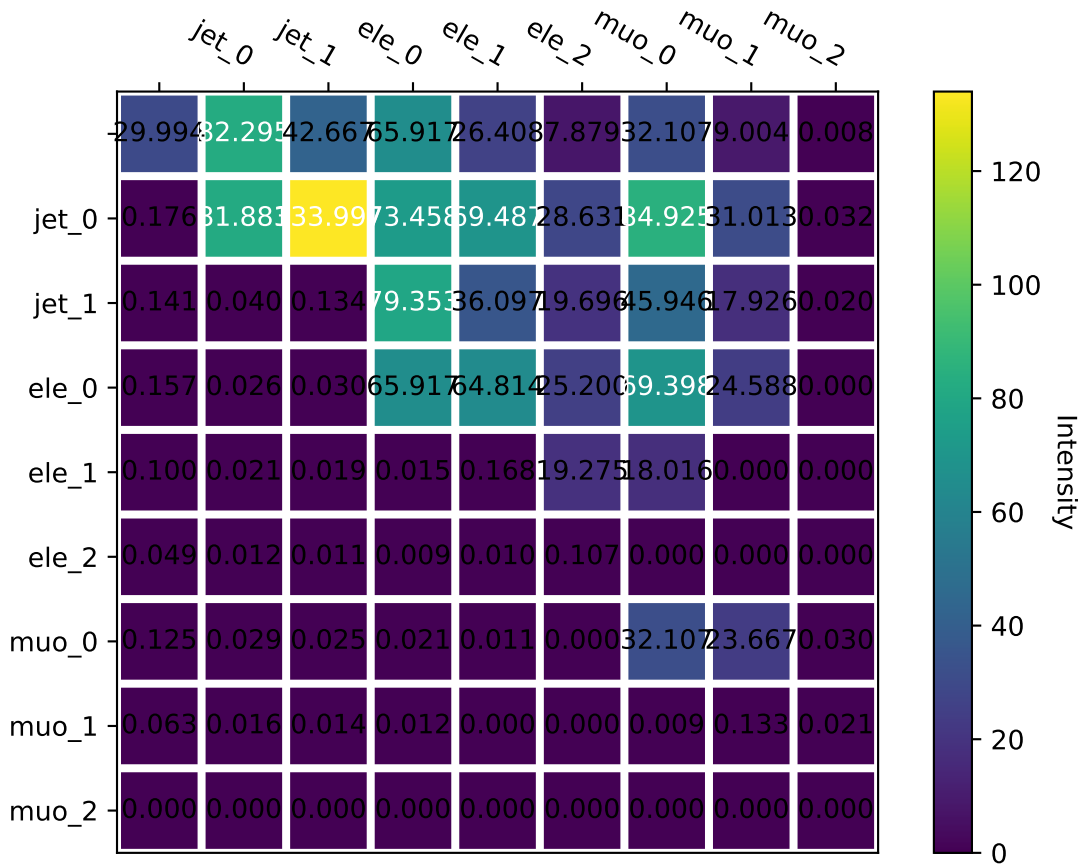 jet_0 jet_1 ele_0 ele_1 ele_2 muo_0 muo_1 muo_2
29.994 82.295 42.667 65.917 26.408 7.879 32.107 9.004 0.008
jet_0 0.176 81.883 73.458 69.487 28.631 84.925 31.013 0.032
jet_1 0.141 0.040 0.134 79.353 36.097 19.696 45.946 17.926 0.020
ele_0 0.157 0.026 0.030 65.917 64.814 25.200 69.398 24.588 0.000
ele_1 0.100 0.021 0.019 0.015 0.168 19.275 18.016 0.000 0.000
ele_2 0.049 0.012 0.011 0.009 0.010 0.107 0.000 0.000 0.000
muo_0 0.125 0.029 0.025 0.021 0.011 0.000 32.107 23.667 0.030
muo_1 0.063 0.016 0.014 0.012 0.000 0.000 0.009 0.133 0.021
muo_2 0.000 0.000 0.000 0.000 0.000 0.000 0.000 0.000 0.000
120
100
80
60
40
20
0
Intensity